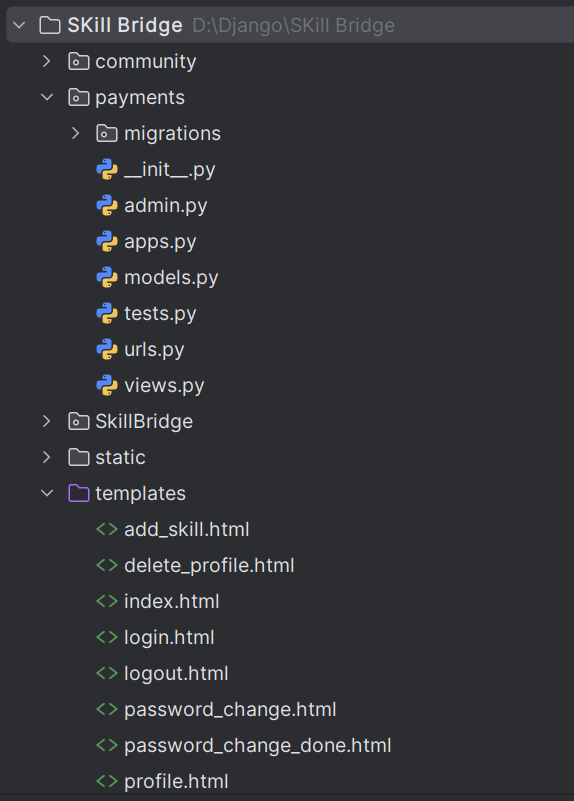 SKill Bridge D:\Django\SKill Bridge
community
payments
migrations
__init__.py
admin.py
apps.py
models.py
tests.py
urls.py
views.py
SkillBridge
static
templates
add_skill.html
delete_profile.html
index.html
login.html
logout.html
password_change.html
password_change_done.html
profile.html